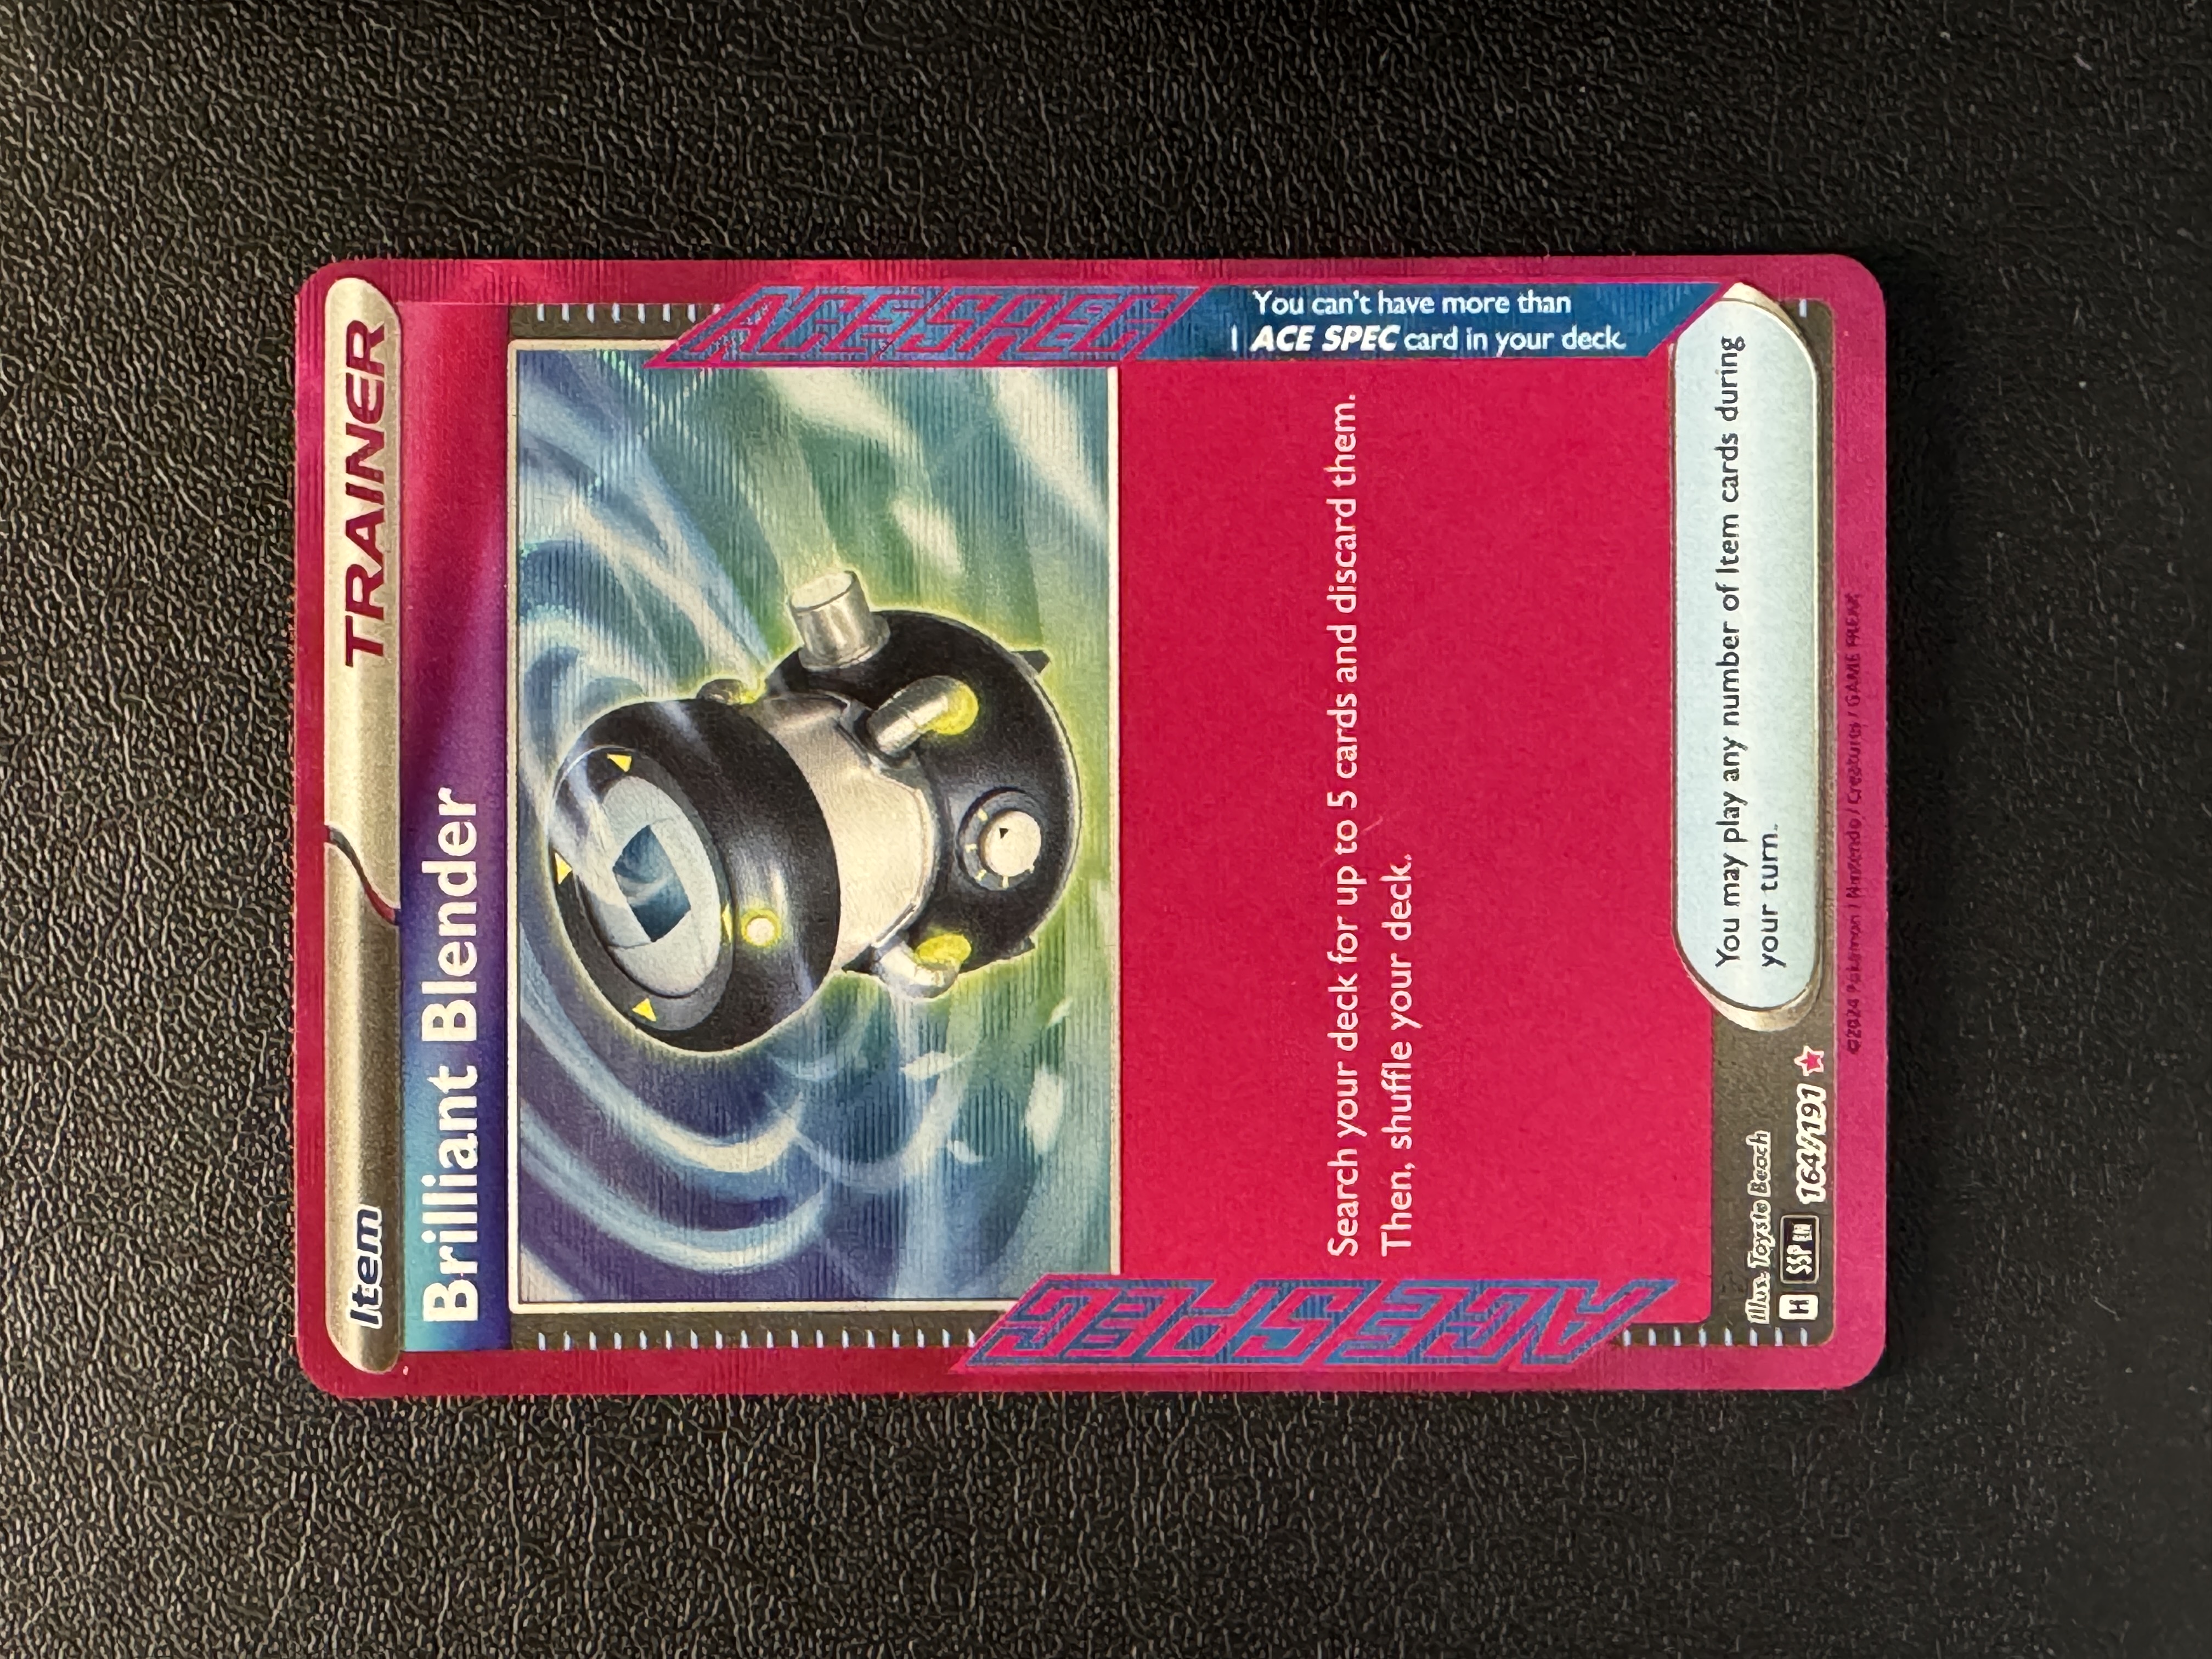 Item
TRAINER
Brilliant Blender
ACE SPEC
Search your deck for up to 5 cards and discard them.
Then, shuffle your deck.
ACE SPEC
You can't have more than
1 ACE SPEC card in your deck.
You may play any number of Item cards during
your turn.
Illus. Toyste Beach
H SSP EN 164/191
©2024 Pokémon / Nintendo / Creatures / GAME FREAK